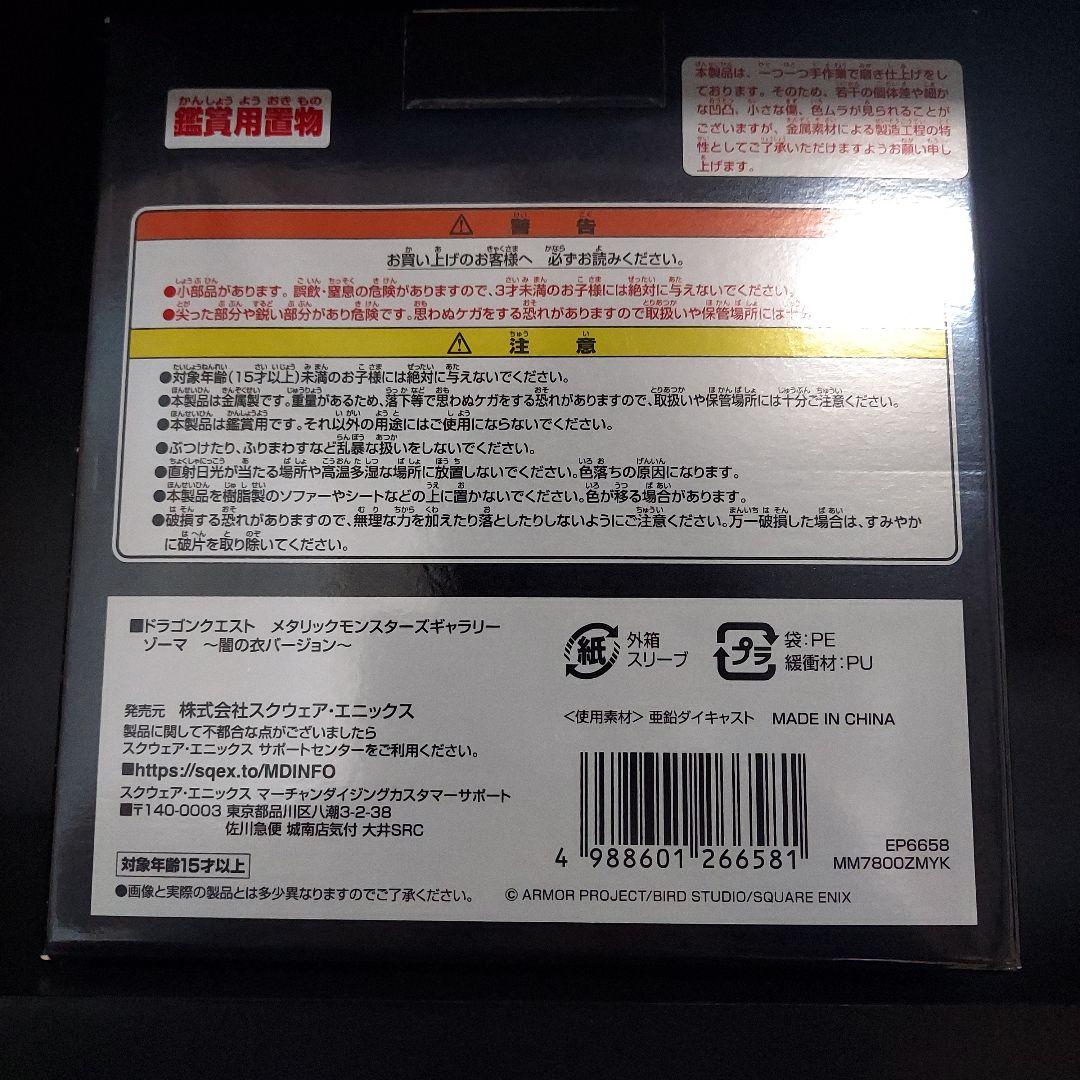 鑑賞用置物
本製品は、一つ一つ手作業で磨き仕上げをし
ております。そのため、若干の個体差や細か
な凹凸、小さな傷、色ムラが見られることが
ございますが、金属素材による製造工程の特
性としてご了承いただけますようお願い申し
上げます。
警告
お買い上げのお客様へ 必ずお読みください。
●小部品があります。誤飲・窒息の危険がありますので、3才未満のお子様には絶対に与えないでください。
●尖った部分や鋭い部分があり危険です。思わぬケガをする恐れがありますので取扱いや保管場所には十分
注意
●対象年齢(15才以上)未満のお子様には絶対に与えないでください。
●本製品は金属製です。重量があるため、落下等で思わぬケガをする恐れがありますので、取扱いや保管場所には十分ご注意ください。
●本製品は鑑賞用です。それ以外の用途にはご使用にならないでください。
●ぶつけたり、ふりまわすなど乱暴な扱いをしないでください。
●直射日光が当たる場所や高温多湿な場所に放置しないでください。色落ちの原因になります。
●本製品を樹脂製のソファーやシートなどの上に置かないでください。色が移る場合があります。
●破損する恐れがありますので、無理な力を加えたり落としたりしないようにご注意ください。万一破損した場合は、すみやか
に破片を取り除いてください。
■ドラゴンクエスト メタリックモンスターズギャラリー
ゾーマ ～闇の衣バージョン～
紙 外箱
スリーブ
プラ 袋:PE
緩衝材:PU
発売元 株式会社スクウェア・エニックス
製品に関して不都合な点がございましたら
スクウェア・エニックス サポートセンターをご利用ください。
■https://sqex.to/MDINFO
スクウェア・エニックス マーチャンダイジングカスタマーサポート
■〒140-0003 東京都品川区八潮3-2-38
佐川急便 城南店気付 大井SRC
<使用素材> 亜鉛ダイキャスト MADE IN CHINA
4 988601 266581
EP6658
MM7800ZMYK
対象年齢15才以上
●画像と実際の製品とは多少異なりますのでご了承ください。
© ARMOR PROJECT/BIRD STUDIO/SQUARE ENIX